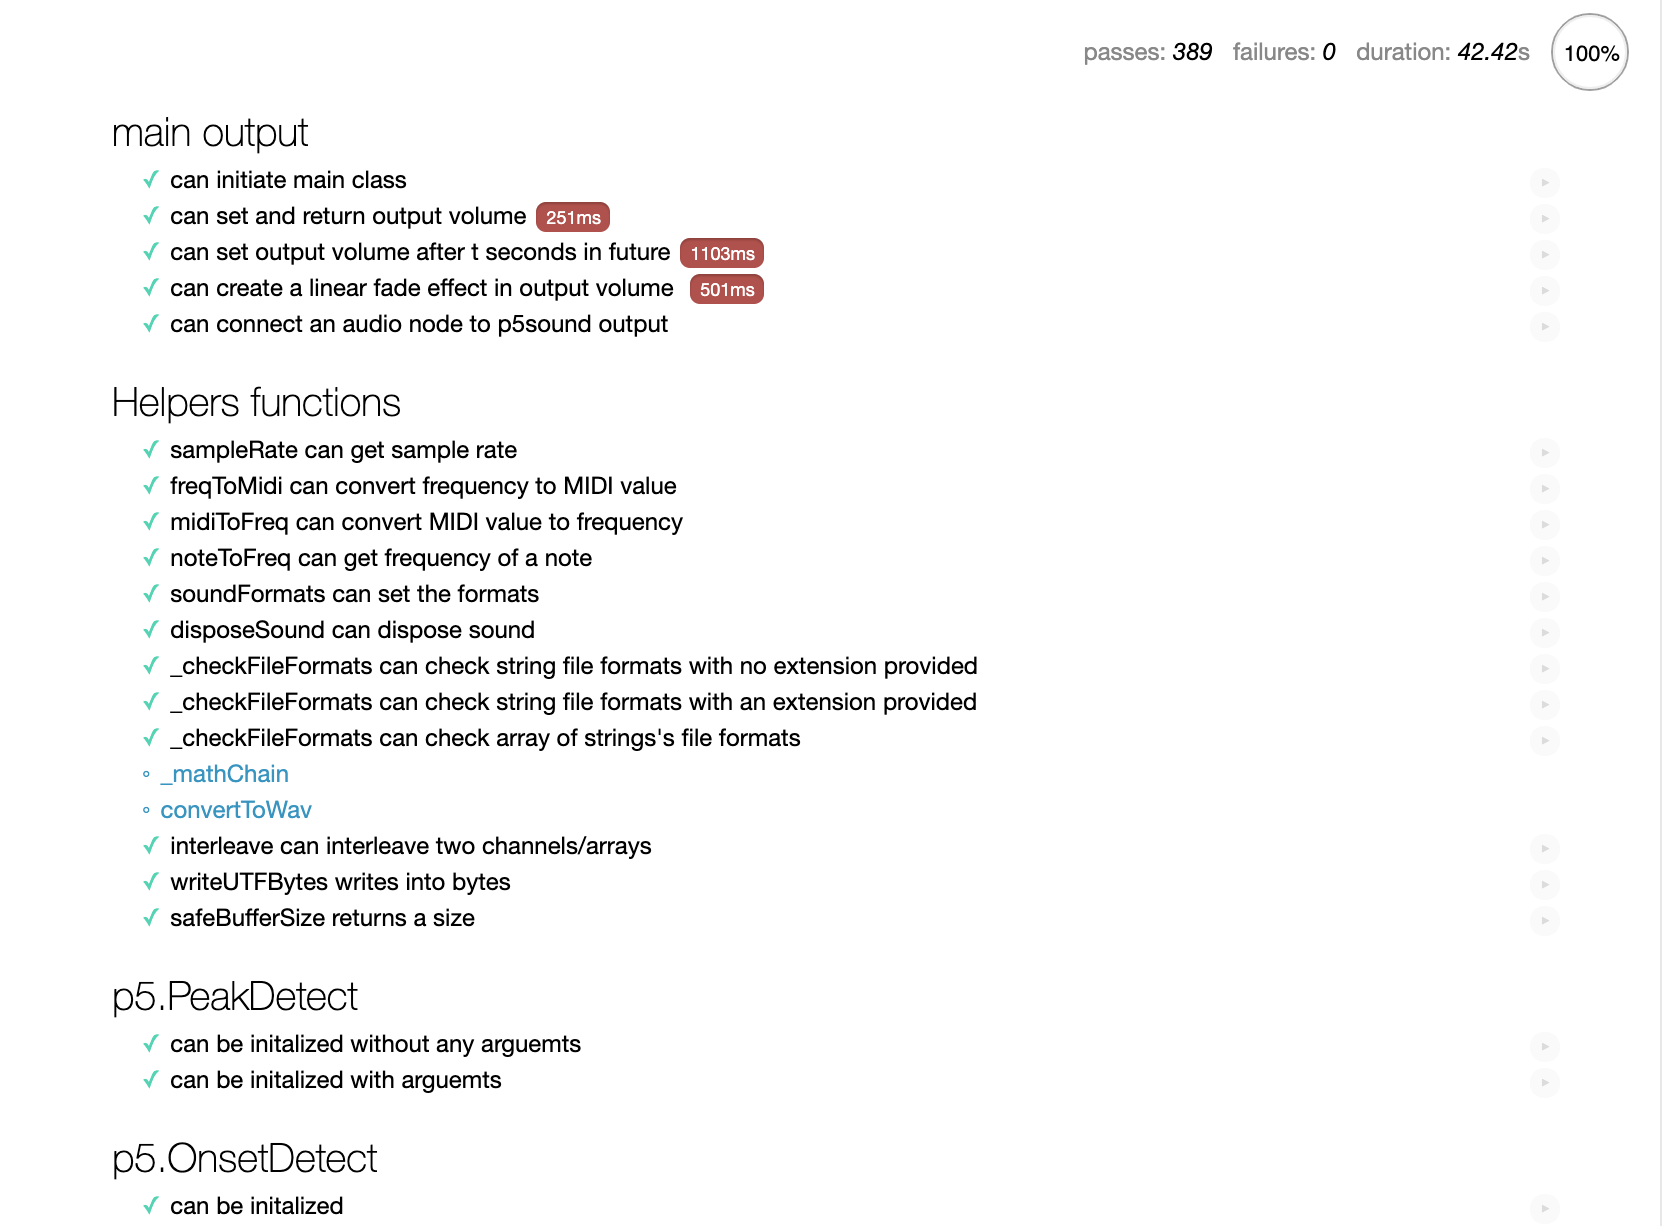 passes: 389 failures: 0 duration: 42.42s 100%
main output
✓ can initiate main class
✓ can set and return output volume 251ms
✓ can set output volume after t seconds in future 1103ms
✓ can create a linear fade effect in output volume 501ms
✓ can connect an audio node to p5sound output
Helpers functions
✓ sampleRate can get sample rate
✓ freqToMidi can convert frequency to MIDI value
✓ midiToFreq can convert MIDI value to frequency
✓ noteToFreq can get frequency of a note
✓ soundFormats can set the formats
✓ disposeSound can dispose sound
✓ _checkFileFormats can check string file formats with no extension provided
✓ _checkFileFormats can check string file formats with an extension provided
✓ _checkFileFormats can check array of strings's file formats
◦ _mathChain
◦ convertToWav
✓ interleave can interleave two channels/arrays
✓ writeUTFBytes writes into bytes
✓ safeBufferSize returns a size
p5.PeakDetect
✓ can be initalized without any arguemts
✓ can be initalized with arguemts
p5.OnsetDetect
✓ can be initalized